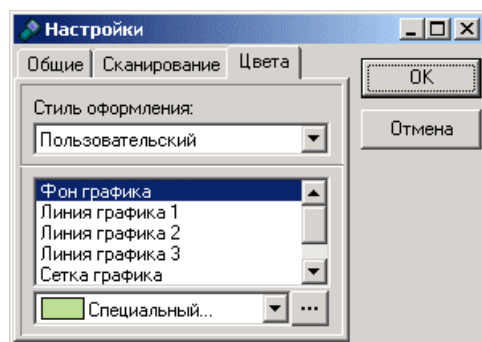 Настройки
Общие Сканирование Цвета
OK
Стиль оформления:
Отмена
Пользовательский
Фон графика
Линия графика 1
Линия графика 2
Линия графика 3
Сетка графика
Специальный... ...